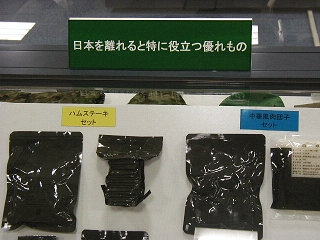 日本を離れると特に役立つ優れもの
ハムステーキ
セット
中華風肉団子
セット